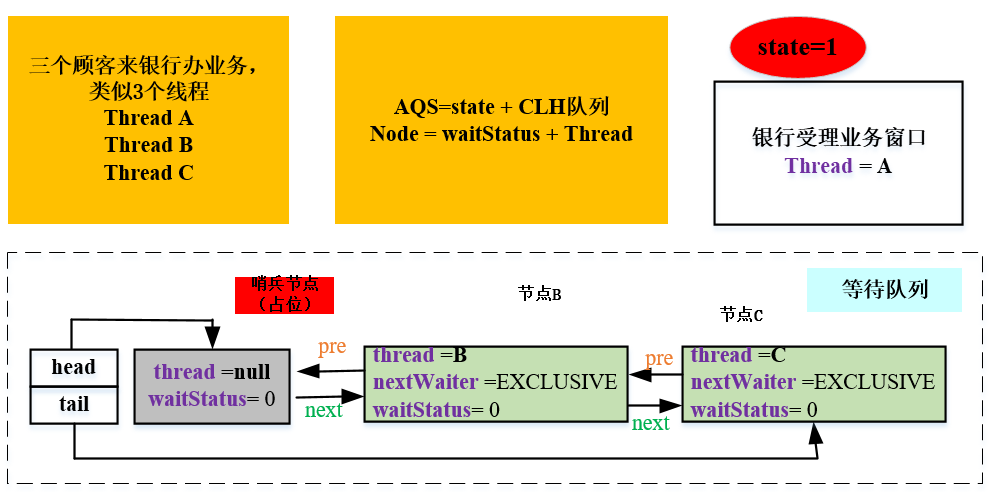 三个顾客来银行办业务，
类似3个线程
Thread A
Thread B
Thread C
AQS=state + CLH队列
Node = waitStatus + Thread
state=1
银行受理业务窗口
Thread = A
哨兵节点
（占位）
节点B
节点C
等待队列
head
tail
thread =null
waitStatus= 0
pre
next
thread =B
nextWaiter =EXCLUSIVE
waitStatus= 0
pre
next
thread =C
nextWaiter =EXCLUSIVE
waitStatus= 0